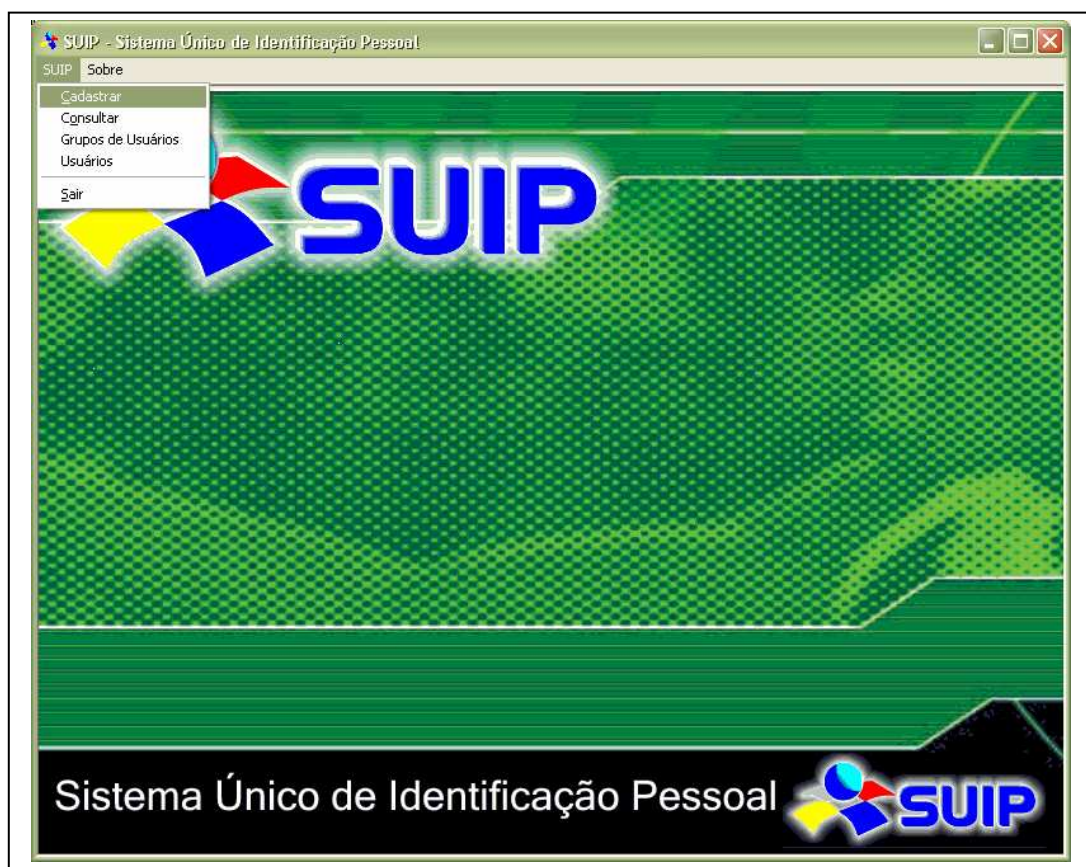 SUIP - Sistema Único de Identificação Pessoal
SUIP Sobre
Cadastrar
Consultar
Grupos de Usuários
Usuários
Sair
SUIP
Sistema Único de Identificação Pessoal SUIP